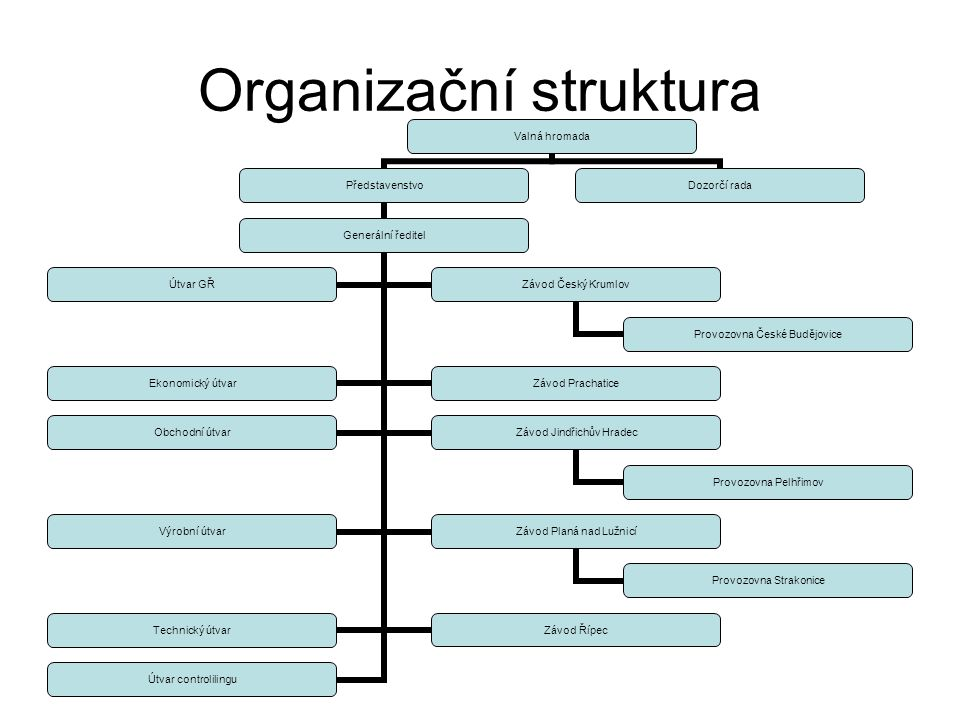 Organizační struktura
Valná hromada
Představenstvo
Dozorčí rada
Generální ředitel
Útvar GŘ
Závod Český Krumlov
Provozovna České Budějovice
Ekonomický útvar
Závod Prachatice
Obchodní útvar
Závod Jindřichův Hradec
Provozovna Pelhřimov
Výrobní útvar
Závod Planá nad Lužnicí
Provozovna Strakonice
Technický útvar
Závod Řípec
Útvar controlilingu